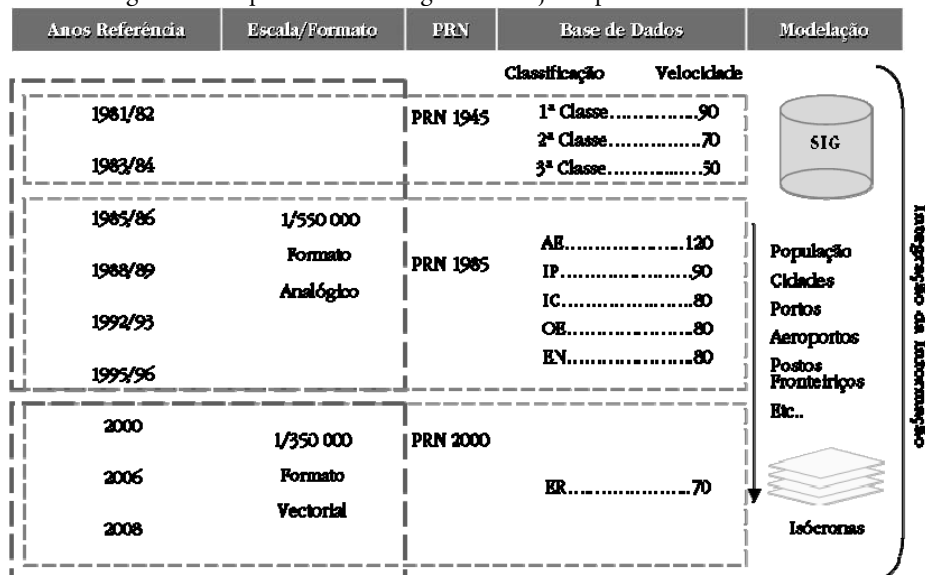 Anos Referência Escala/Formato PRN Base de Dados Modelação
Classificação Velocidade
1981/82
1983/84
PRN 1945
1ª Classe................90
2ª Classe................70
3ª Classe................50
1985/86
1988/89
1992/93
1995/96
1/550 000
Formato
Analógico
PRN 1985
AE.....................120
IP.....................90
IC.....................80
OE.....................80
EN.....................80
2000
2006
2008
1/350 000
Formato
Vectorial
PRN 2000
ER.....................70
SIG
População
Cidades
Portos
Aeroportos
Postos
Fronteiriços
Etc..
Isócronas
Integração da Informação